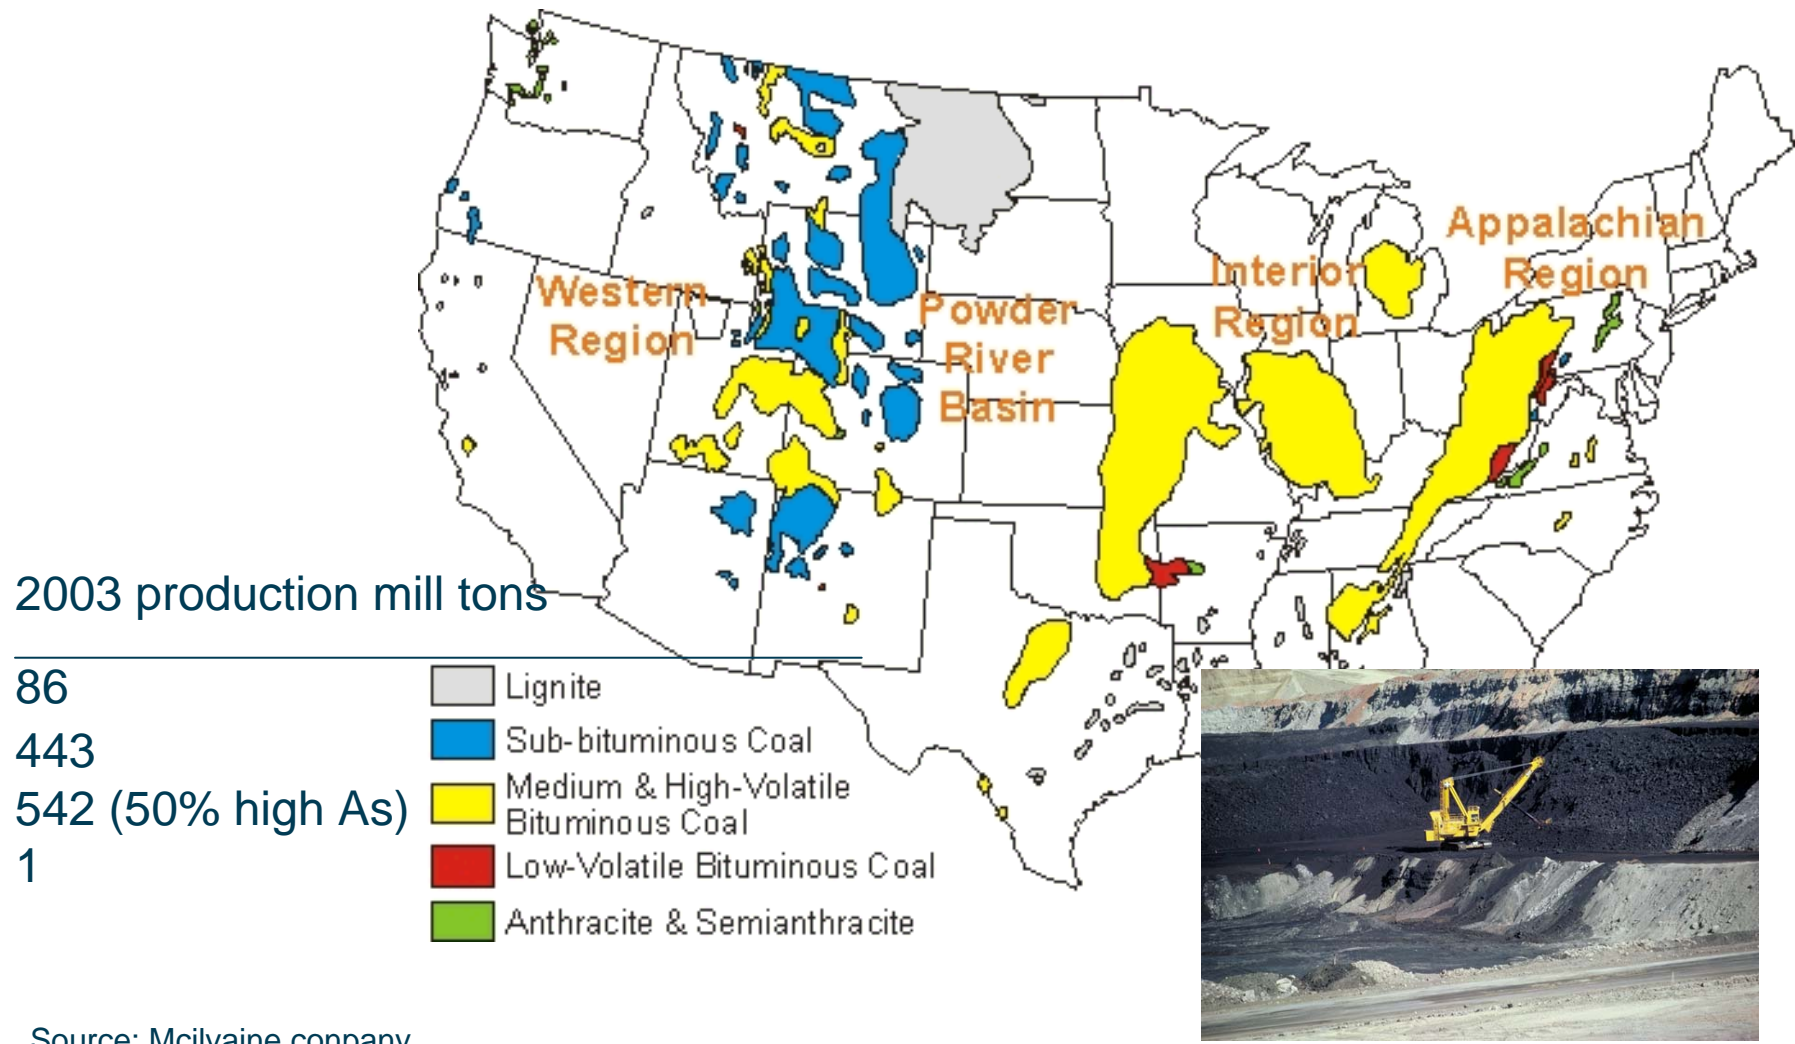 Appalachian
Region
Interior
Region
Western
Region
Powder
River
Basin
2003 production mill tons
86
443
542 (50% high As)
1
Lignite
Sub-bituminous Coal
Medium & High-Volatile
Bituminous Coal
Low-Volatile Bituminous Coal
Anthracite & Semianthracite
Source: Mcilvaine conpany